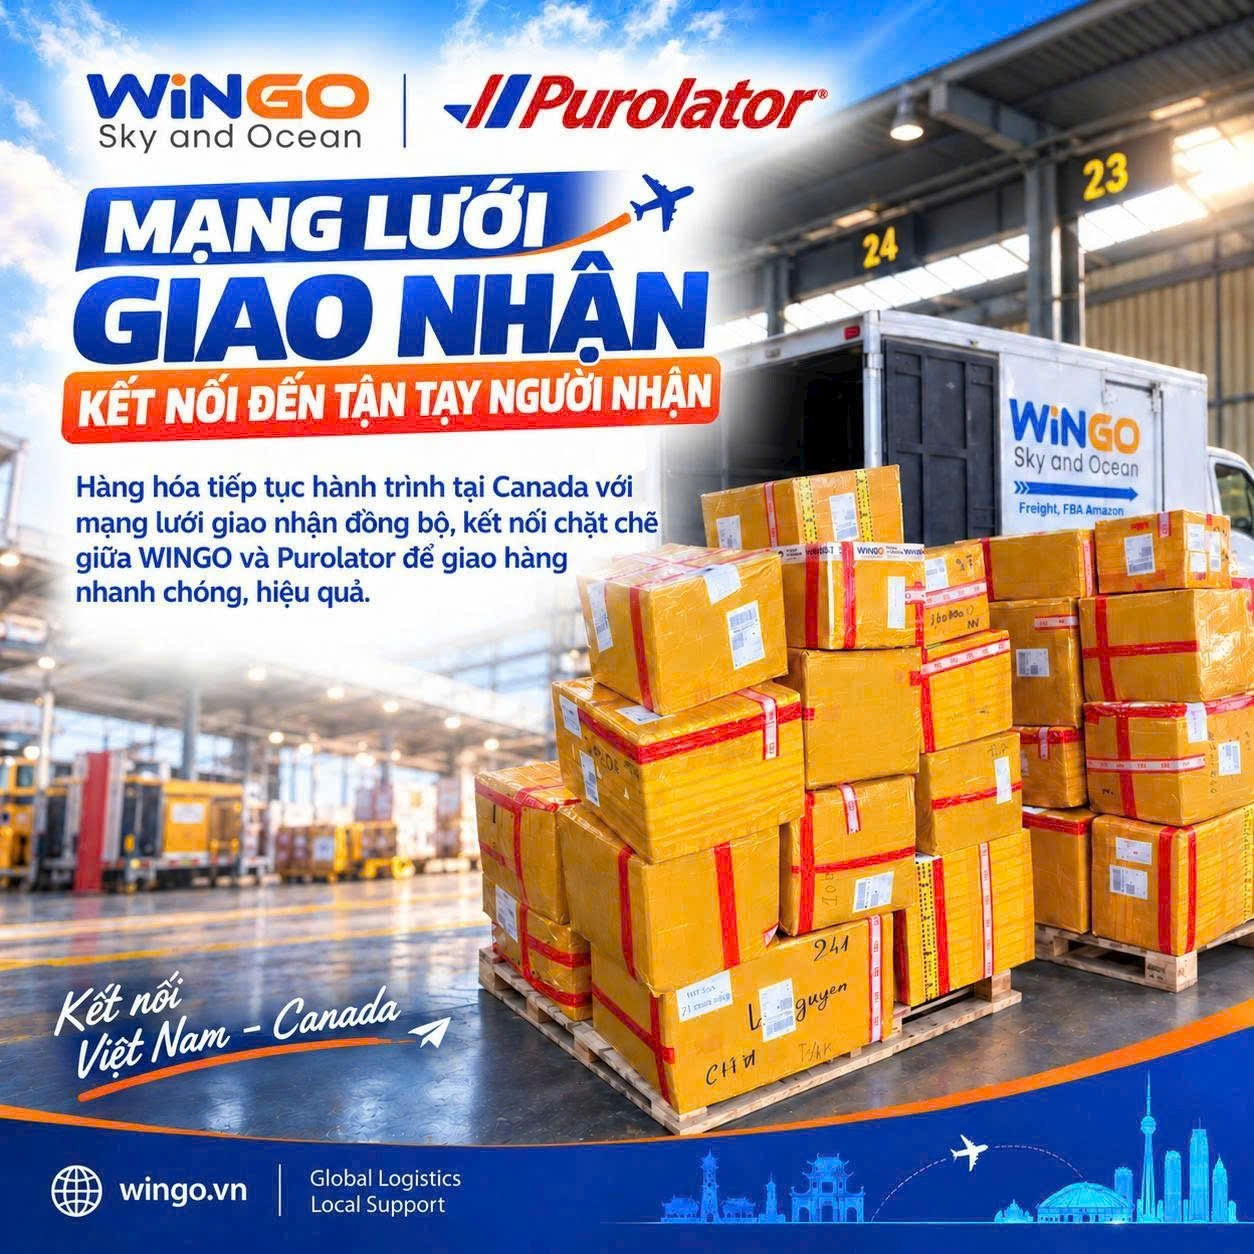 WiNGO
Sky and Ocean
Purolator®
MẠNG LƯỚI
GIAO NHẬN
KẾT NỐI ĐẾN TẬN TAY NGƯỜI NHẬN
Hàng hóa tiếp tục hành trình tại Canada với
mạng lưới giao nhận đồng bộ, kết nối chặt chẽ
giữa WINGO và Purolator để giao hàng
nhanh chóng, hiệu quả.
24
23
WiNGO
Sky and Ocean
Freight, FBA Amazon
WINGO
241
guyen
Kết nối
Việt Nam – Canada
wingo.vn
Global Logistics
Local Support